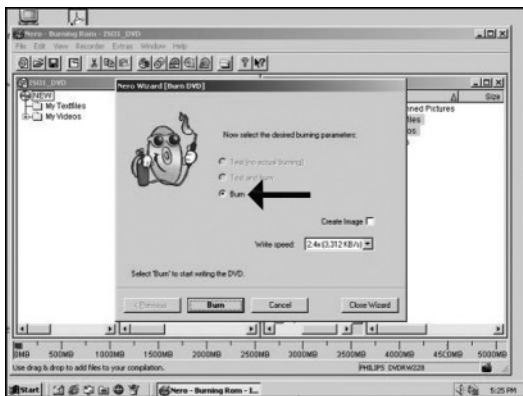 Nero - Burning Rom - [ISO1_DVD]
File Edit View Recorder Extras Window Help
ISO1_DVD
NEW
My Textfiles
My Videos
Size
nned Pictures
files
os
Nero Wizard [Burn DVD]
Now select the desired burning parameters:
Test (no actual burning)
Test and burn
Burn
Create Image
Write speed: 2.4x (3,312 KB/s)
Select 'Burn' to start writing the DVD.
< Previous Burn Cancel Close Wizard
0MB 500MB 1000MB 1500MB 2000MB 2500MB 3000MB 3500MB 4000MB 4500MB 5000MB
Use drag & drop to add files to your compilation. PHILIPS DVDRW228
Start Nero - Burning Rom - I... 5:25 PM